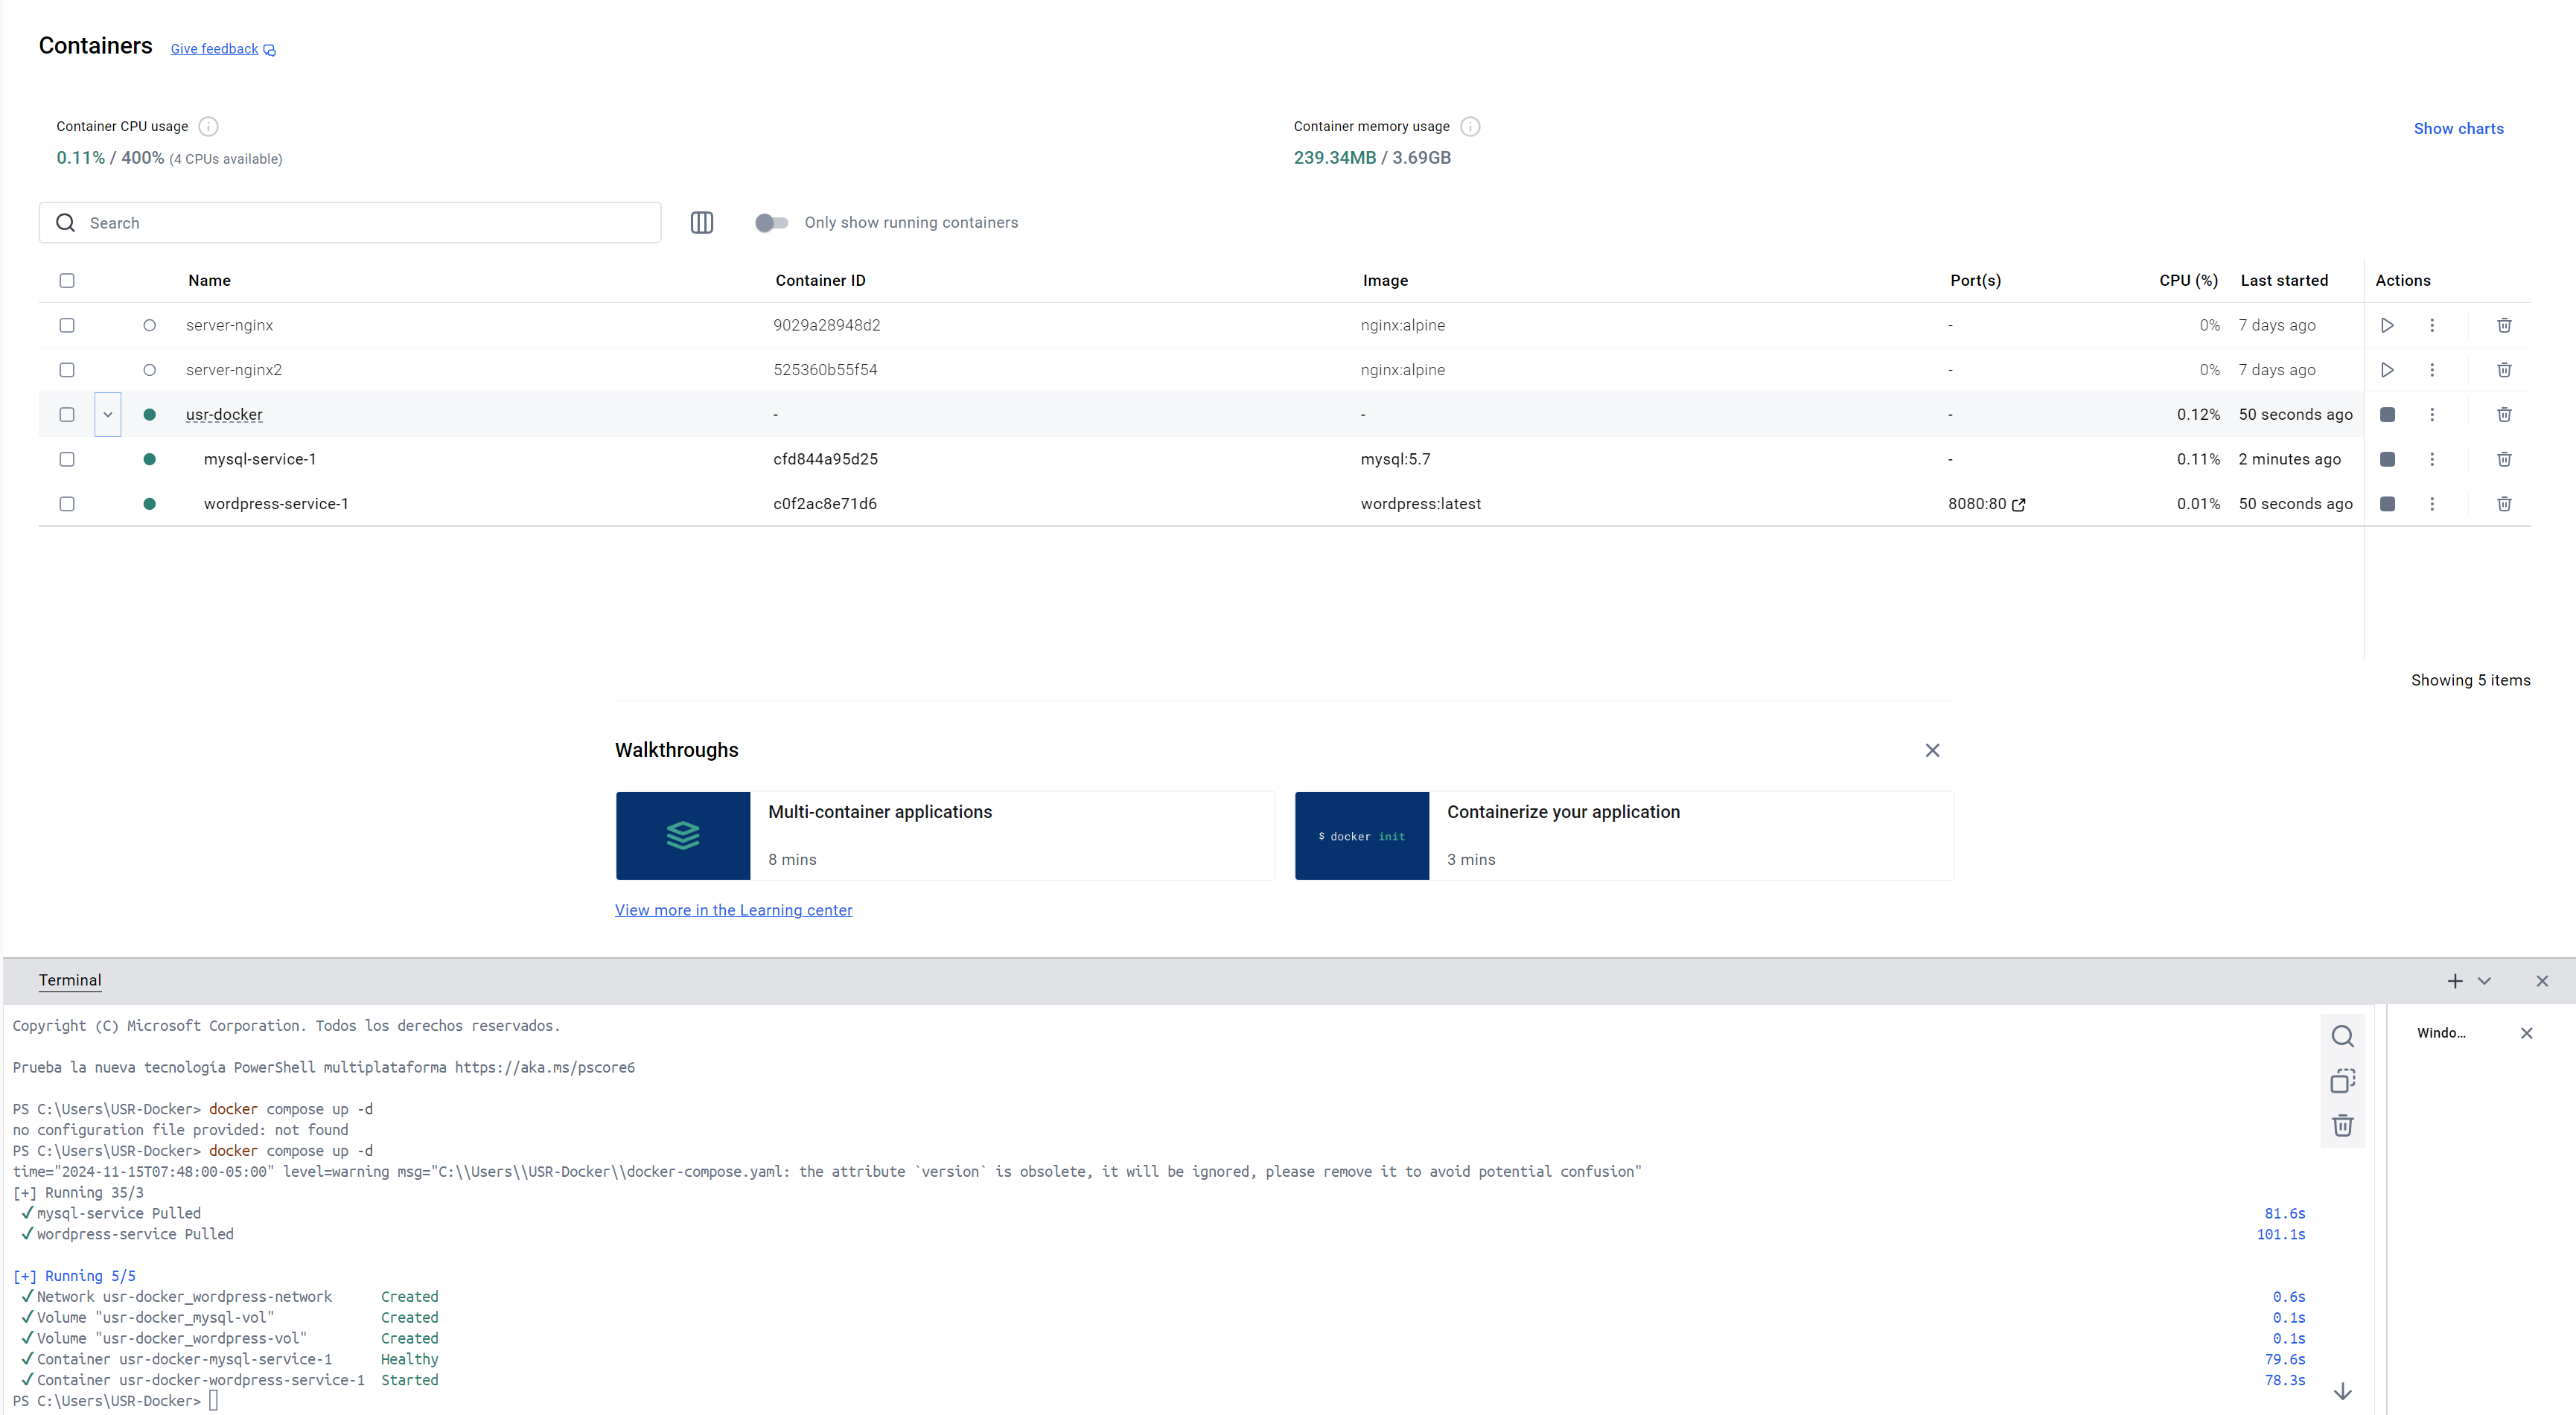 Containers Give feedback
Container CPU usage
0.11% / 400% (4 CPUs available)
Container memory usage
239.34MB / 3.69GB
Show charts
Search
Only show running containers
Name Container ID Image Port(s) CPU (%) Last started Actions
server-nginx 9029a28948d2 nginx:alpine - 0% 7 days ago
server-nginx2 525360b55f54 nginx:alpine - 0% 7 days ago
usr-docker - - - 0.12% 50 seconds ago
mysql-service-1 cfd844a95d25 mysql:5.7 - 0.11% 2 minutes ago
wordpress-service-1 c0f2ac8e71d6 wordpress:latest 8080:80 0.01% 50 seconds ago
Showing 5 items
Walkthroughs
Multi-container applications
8 mins
$ docker init
Containerize your application
3 mins
View more in the Learning center
Terminal
Windo...
Copyright (C) Microsoft Corporation. Todos los derechos reservados.
Prueba la nueva tecnología PowerShell multiplataforma https://aka.ms/pscore6
PS C:\Users\USR-Docker> docker compose up -d
no configuration file provided: not found
PS C:\Users\USR-Docker> docker compose up -d
time="2024-11-15T07:48:00-05:00" level=warning msg="C:\\Users\\USR-Docker\\docker-compose.yaml: the attribute `version` is obsolete, it will be ignored, please remove it to avoid potential confusion"
[+] Running 35/3
✓mysql-service Pulled 81.6s
✓wordpress-service Pulled 101.1s
[+] Running 5/5
✓Network usr-docker_wordpress-network Created 0.6s
✓Volume "usr-docker_mysql-vol" Created 0.1s
✓Volume "usr-docker_wordpress-vol" Created 0.1s
✓Container usr-docker-mysql-service-1 Healthy 79.6s
✓Container usr-docker-wordpress-service-1 Started 78.3s
PS C:\Users\USR-Docker>